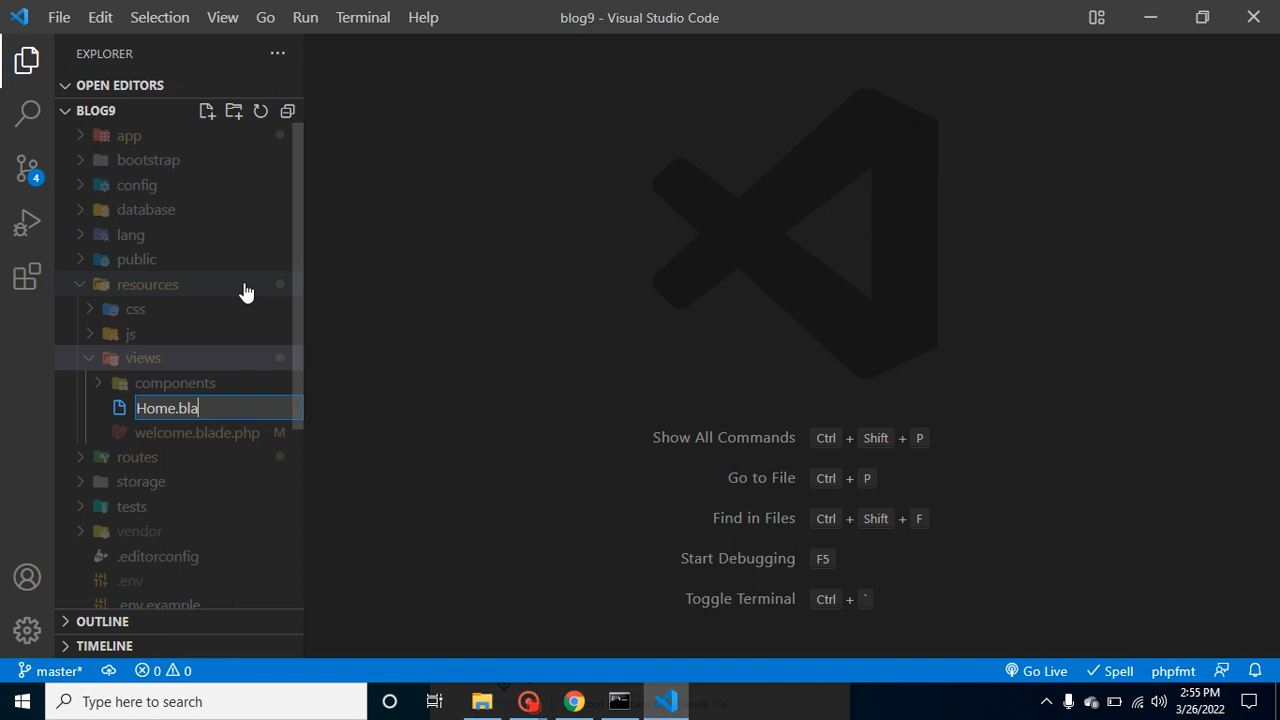 File Edit Selection View Go Run Terminal Help
blog9 - Visual Studio Code
EXPLORER
OPEN EDITORS
BLOG9
app
bootstrap
config
database
lang
public
resources
css
js
views
components
Home.bla
welcome.blade.php M
routes
storage
tests
vendor
.editorconfig
.env
.env.example
OUTLINE
TIMELINE
4
Show All Commands Ctrl + Shift + P
Go to File Ctrl + P
Find in Files Ctrl + Shift + F
Start Debugging F5
Toggle Terminal Ctrl + `
master* 0 0
Go Live Spell phpfmt
Type here to search
2:55 PM
3/26/2022